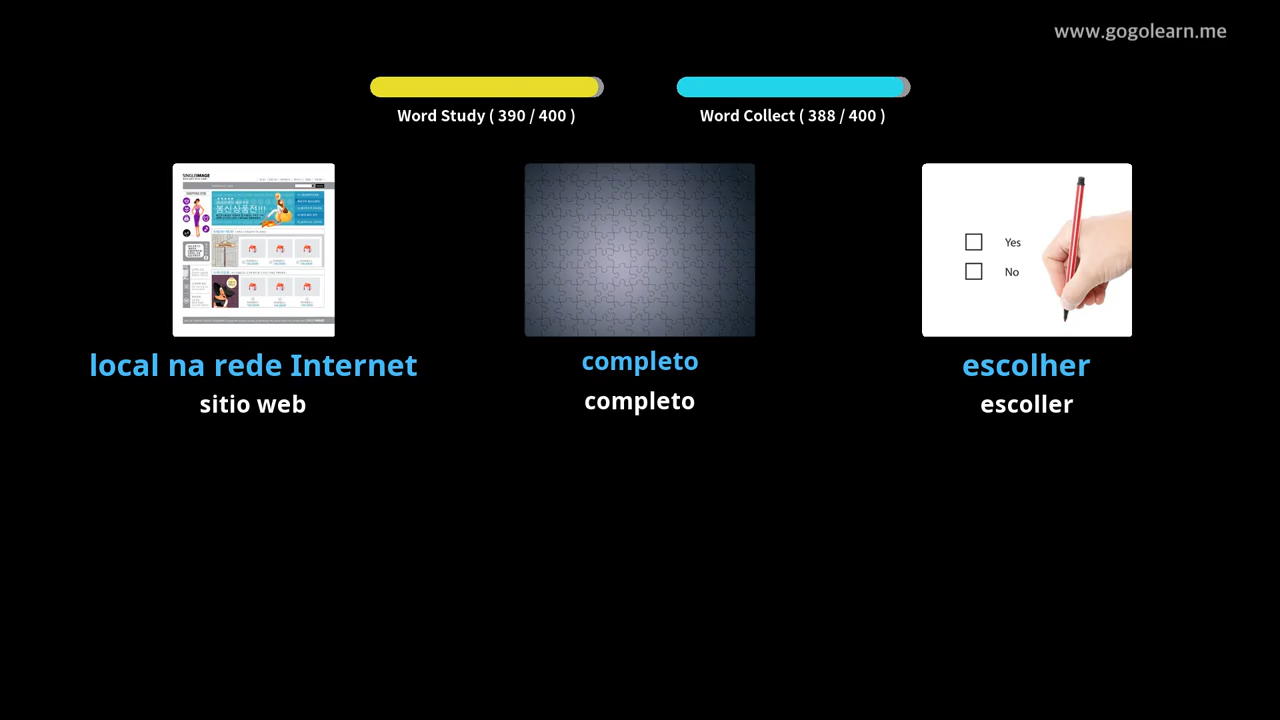 www.gogolearn.me
Word Study ( 390 / 400 )
Word Collect ( 388 / 400 )
Yes
No
local na rede Internet
sitio web
completo
completo
escolher
escoller